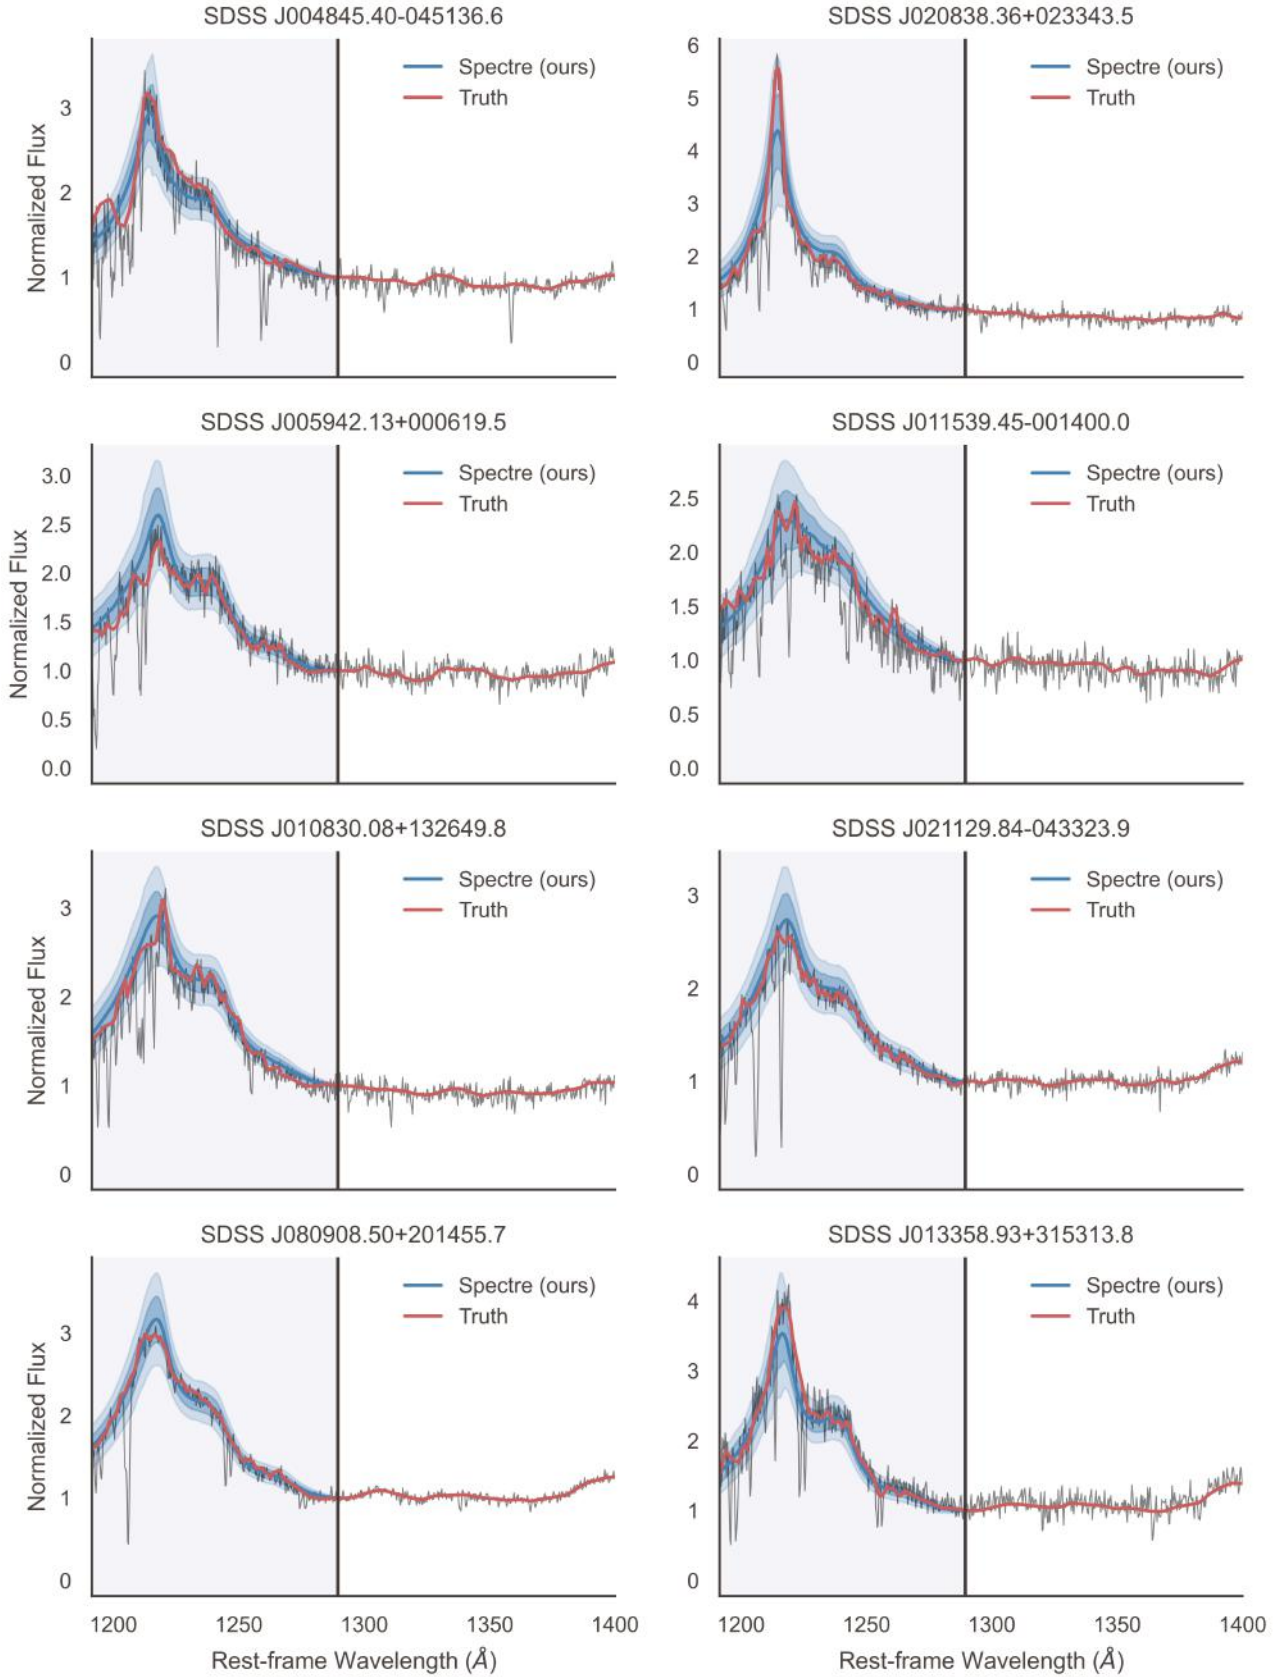 SDSS J004845.40-045136.6
Normalized Flux
3
2
1
0
Spectre (ours)
Truth
SDSS J020838.36+023343.5
6
5
4
3
2
1
0
Spectre (ours)
Truth
SDSS J005942.13+000619.5
Normalized Flux
3.0
2.5
2.0
1.5
1.0
0.5
0.0
Spectre (ours)
Truth
SDSS J011539.45-001400.0
2.5
2.0
1.5
1.0
0.5
0.0
Spectre (ours)
Truth
SDSS J010830.08+132649.8
Normalized Flux
3
2
1
0
Spectre (ours)
Truth
SDSS J021129.84-043323.9
3
2
1
0
Spectre (ours)
Truth
SDSS J080908.50+201455.7
Normalized Flux
3
2
1
0
Spectre (ours)
Truth
1200 1250 1300 1350 1400
Rest-frame Wavelength (Å)
SDSS J013358.93+315313.8
4
3
2
1
0
Spectre (ours)
Truth
1200 1250 1300 1350 1400
Rest-frame Wavelength (Å)